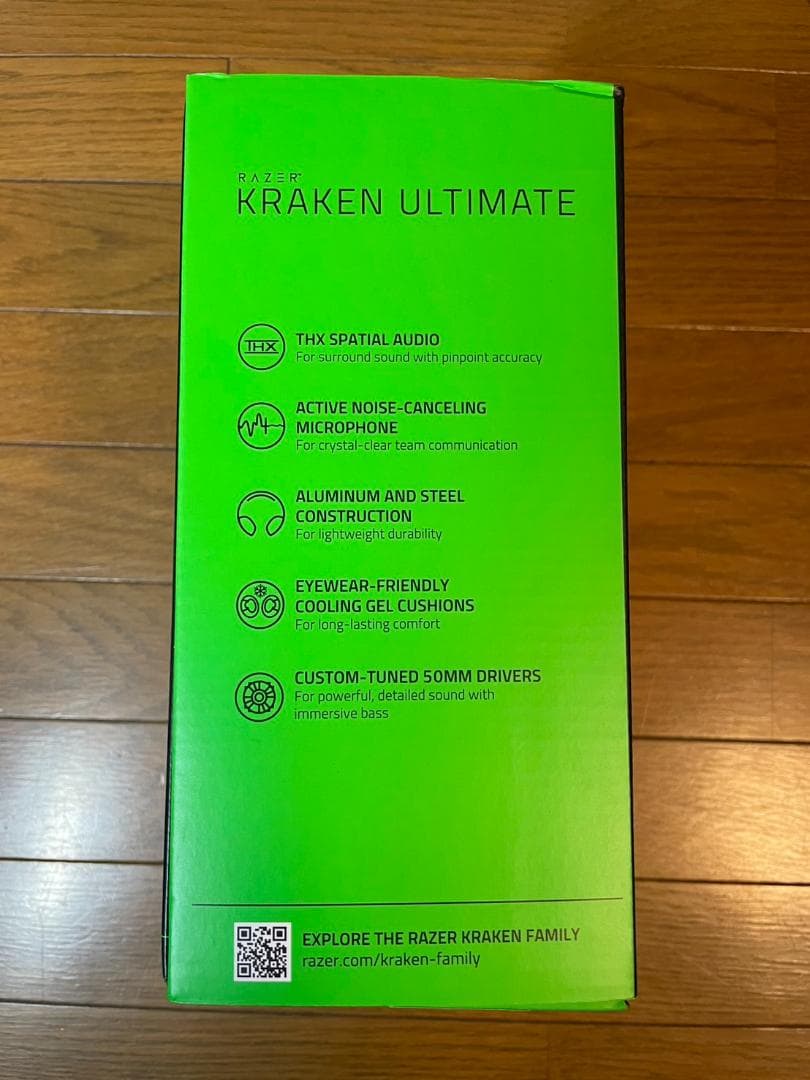 RAZER™
KRAKEN ULTIMATE
THX
THX SPATIAL AUDIO
For surround sound with pinpoint accuracy
ACTIVE NOISE-CANCELING
MICROPHONE
For crystal-clear team communication
ALUMINUM AND STEEL
CONSTRUCTION
For lightweight durability
EYEWEAR-FRIENDLY
COOLING GEL CUSHIONS
For long-lasting comfort
CUSTOM-TUNED 50MM DRIVERS
For powerful, detailed sound with
immersive bass
EXPLORE THE RAZER KRAKEN FAMILY
razer.com/kraken-family